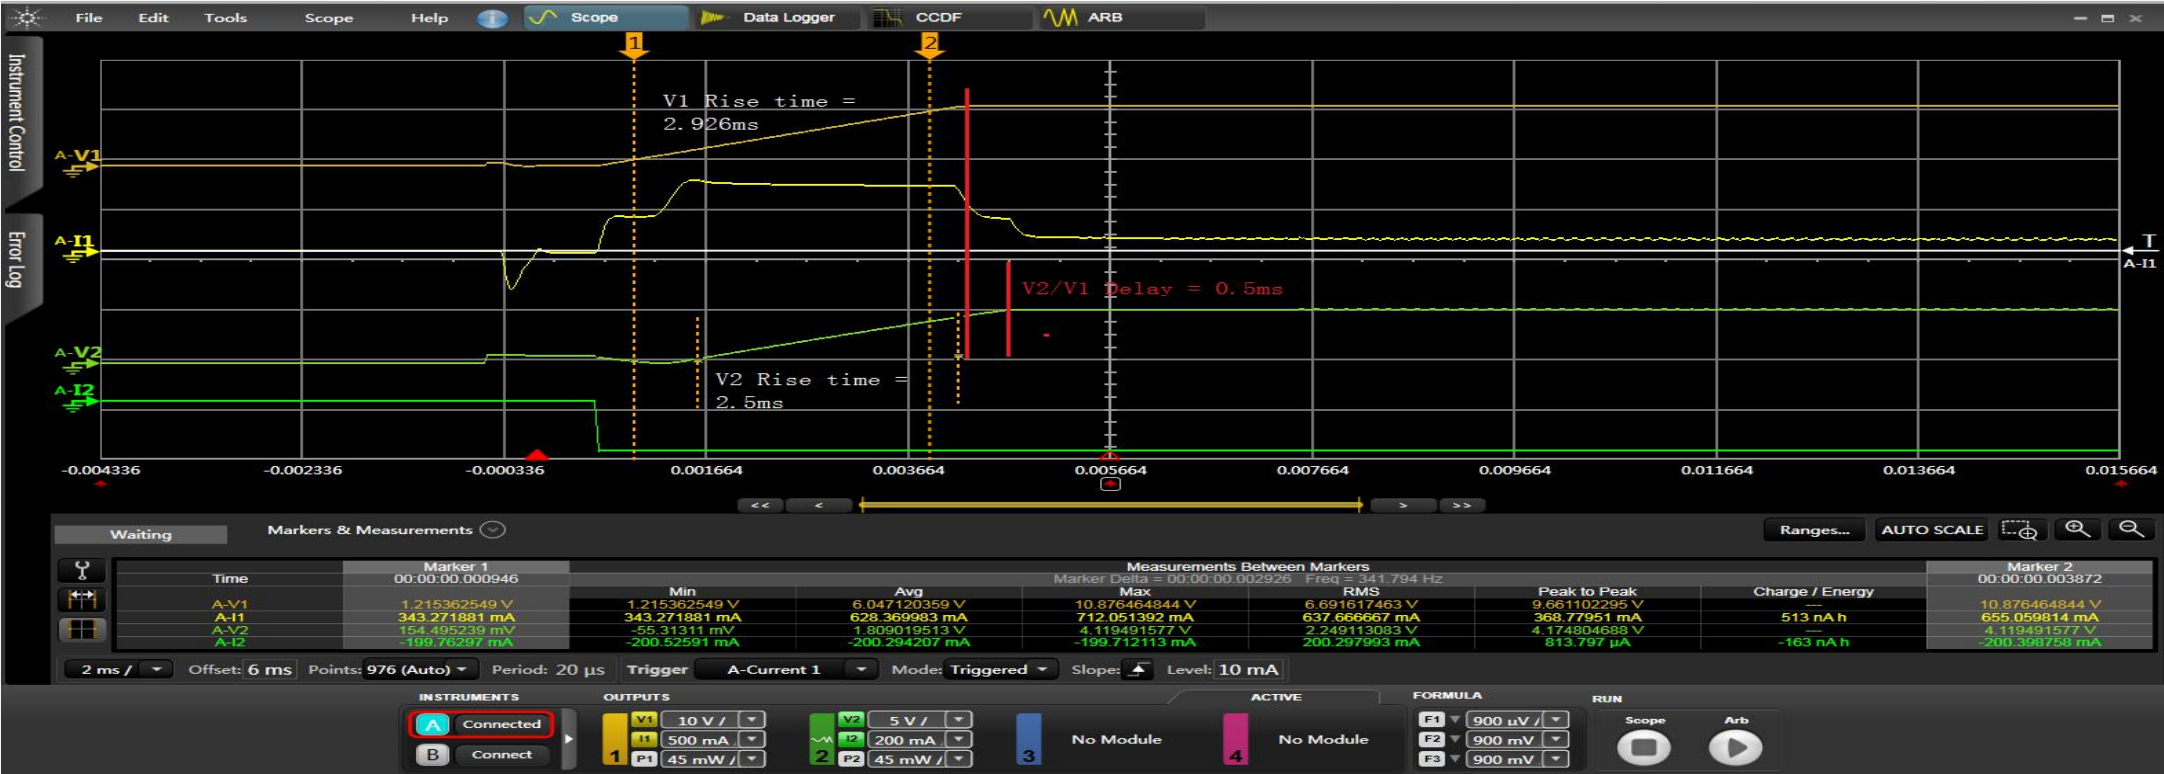 File Edit Tools Scope Help i Scope Data Logger CCDF ARB
1 2
Instrument Control
Error Log
V1 Rise time =
2.926ms
A-V1
A-I1
T
A-I1
V2/V1 Delay = 0.5ms
A-V2
A-I2
V2 Rise time =
2.5ms
-0.004336 -0.002336 -0.000336 0.001664 0.003664 0.005664 0.007664 0.009664 0.011664 0.013664 0.015664
<< < > >>
Waiting Markers & Measurements Ranges... AUTO SCALE
Marker 1 Measurements Between Markers Marker 2
Time 00:00:00.000946 Marker Delta = 00:00:00.002926 Freq = 341.794 Hz 00:00:00.003872
Min Avg Max RMS Peak to Peak Charge / Energy
A-V1 1.215362549 V 1.215362549 V 6.047120359 V 10.876464844 V 6.691617463 V 9.661102295 V --- 10.876464844 V
A-I1 343.271881 mA 343.271881 mA 628.369983 mA 712.051392 mA 637.666667 mA 368.77951 mA 513 nA h 655.059814 mA
A-V2 154.495239 mV -55.31311 mV 1.809019513 V 4.119491577 V 2.249113083 V 4.174804688 V --- 4.119491577 V
A-I2 -199.76297 mA -200.52591 mA -200.294207 mA -199.712113 mA 200.297993 mA 813.797 µA -163 nA h -200.398758 mA
2 ms / Offset: 6 ms Points: 976 (Auto) Period: 20 µs Trigger A-Current 1 Mode: Triggered Slope: Level: 10 mA
INSTRUMENTS OUTPUTS ACTIVE FORMULA RUN
A Connected V1 10 V / V2 5 V / F1 900 µV / Scope Arb
1 I1 500 mA / 2 I2 200 mA / 3 No Module 4 No Module F2 900 mV
B Connect P1 45 mW / P2 45 mW / F3 900 mV